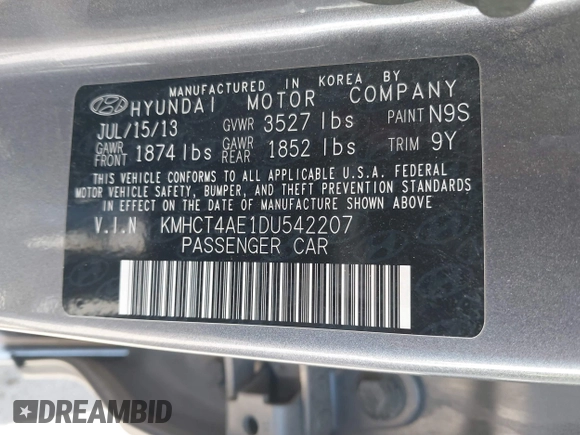 MANUFACTURED IN KOREA BY
HYUNDAI MOTOR COMPANY
JUL/15/13 GVWR 3527 lbs PAINT N9S
GAWR FRONT 1874 lbs GAWR REAR 1852 lbs TRIM 9Y
THIS VEHICLE CONFORMS TO ALL APPLICABLE U.S.A. FEDERAL
MOTOR VEHICLE SAFETY, BUMPER, AND THEFT PREVENTION STANDARDS
IN EFFECT ON THE DATE OF MANUFACTURE SHOWN ABOVE
V.I.N KMHCT4AE1DU542207
PASSENGER CAR
DREAMBID